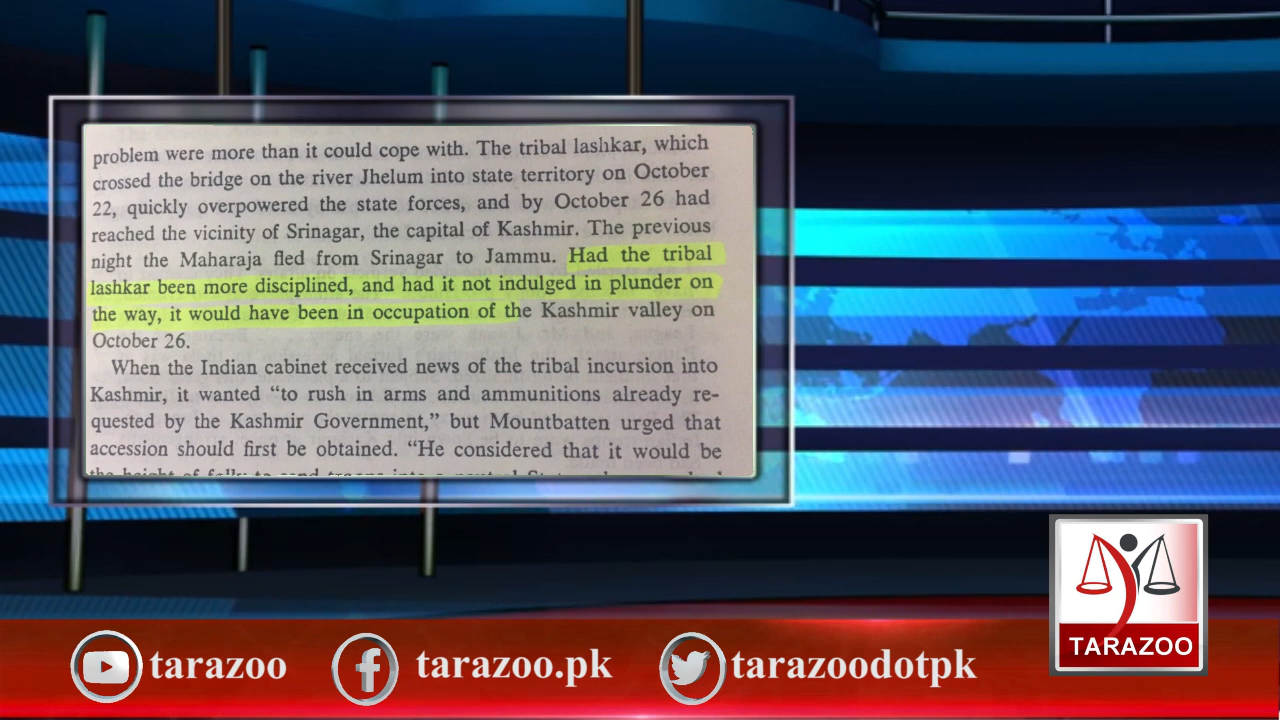 problem were more than it could cope with. The tribal lashkar, which
crossed the bridge on the river Jhelum into state territory on October
22, quickly overpowered the state forces, and by October 26 had
reached the vicinity of Srinagar, the capital of Kashmir. The previous
night the Maharaja fled from Srinagar to Jammu. Had the tribal
lashkar been more disciplined, and had it not indulged in plunder on
the way, it would have been in occupation of the Kashmir valley on
October 26.
When the Indian cabinet received news of the tribal incursion into
Kashmir, it wanted “to rush in arms and ammunitions already re-
quested by the Kashmir Government,” but Mountbatten urged that
accession should first be obtained. “He considered that it would be
TARAZOO
tarazoo
tarazoo.pk
tarazoodotpk